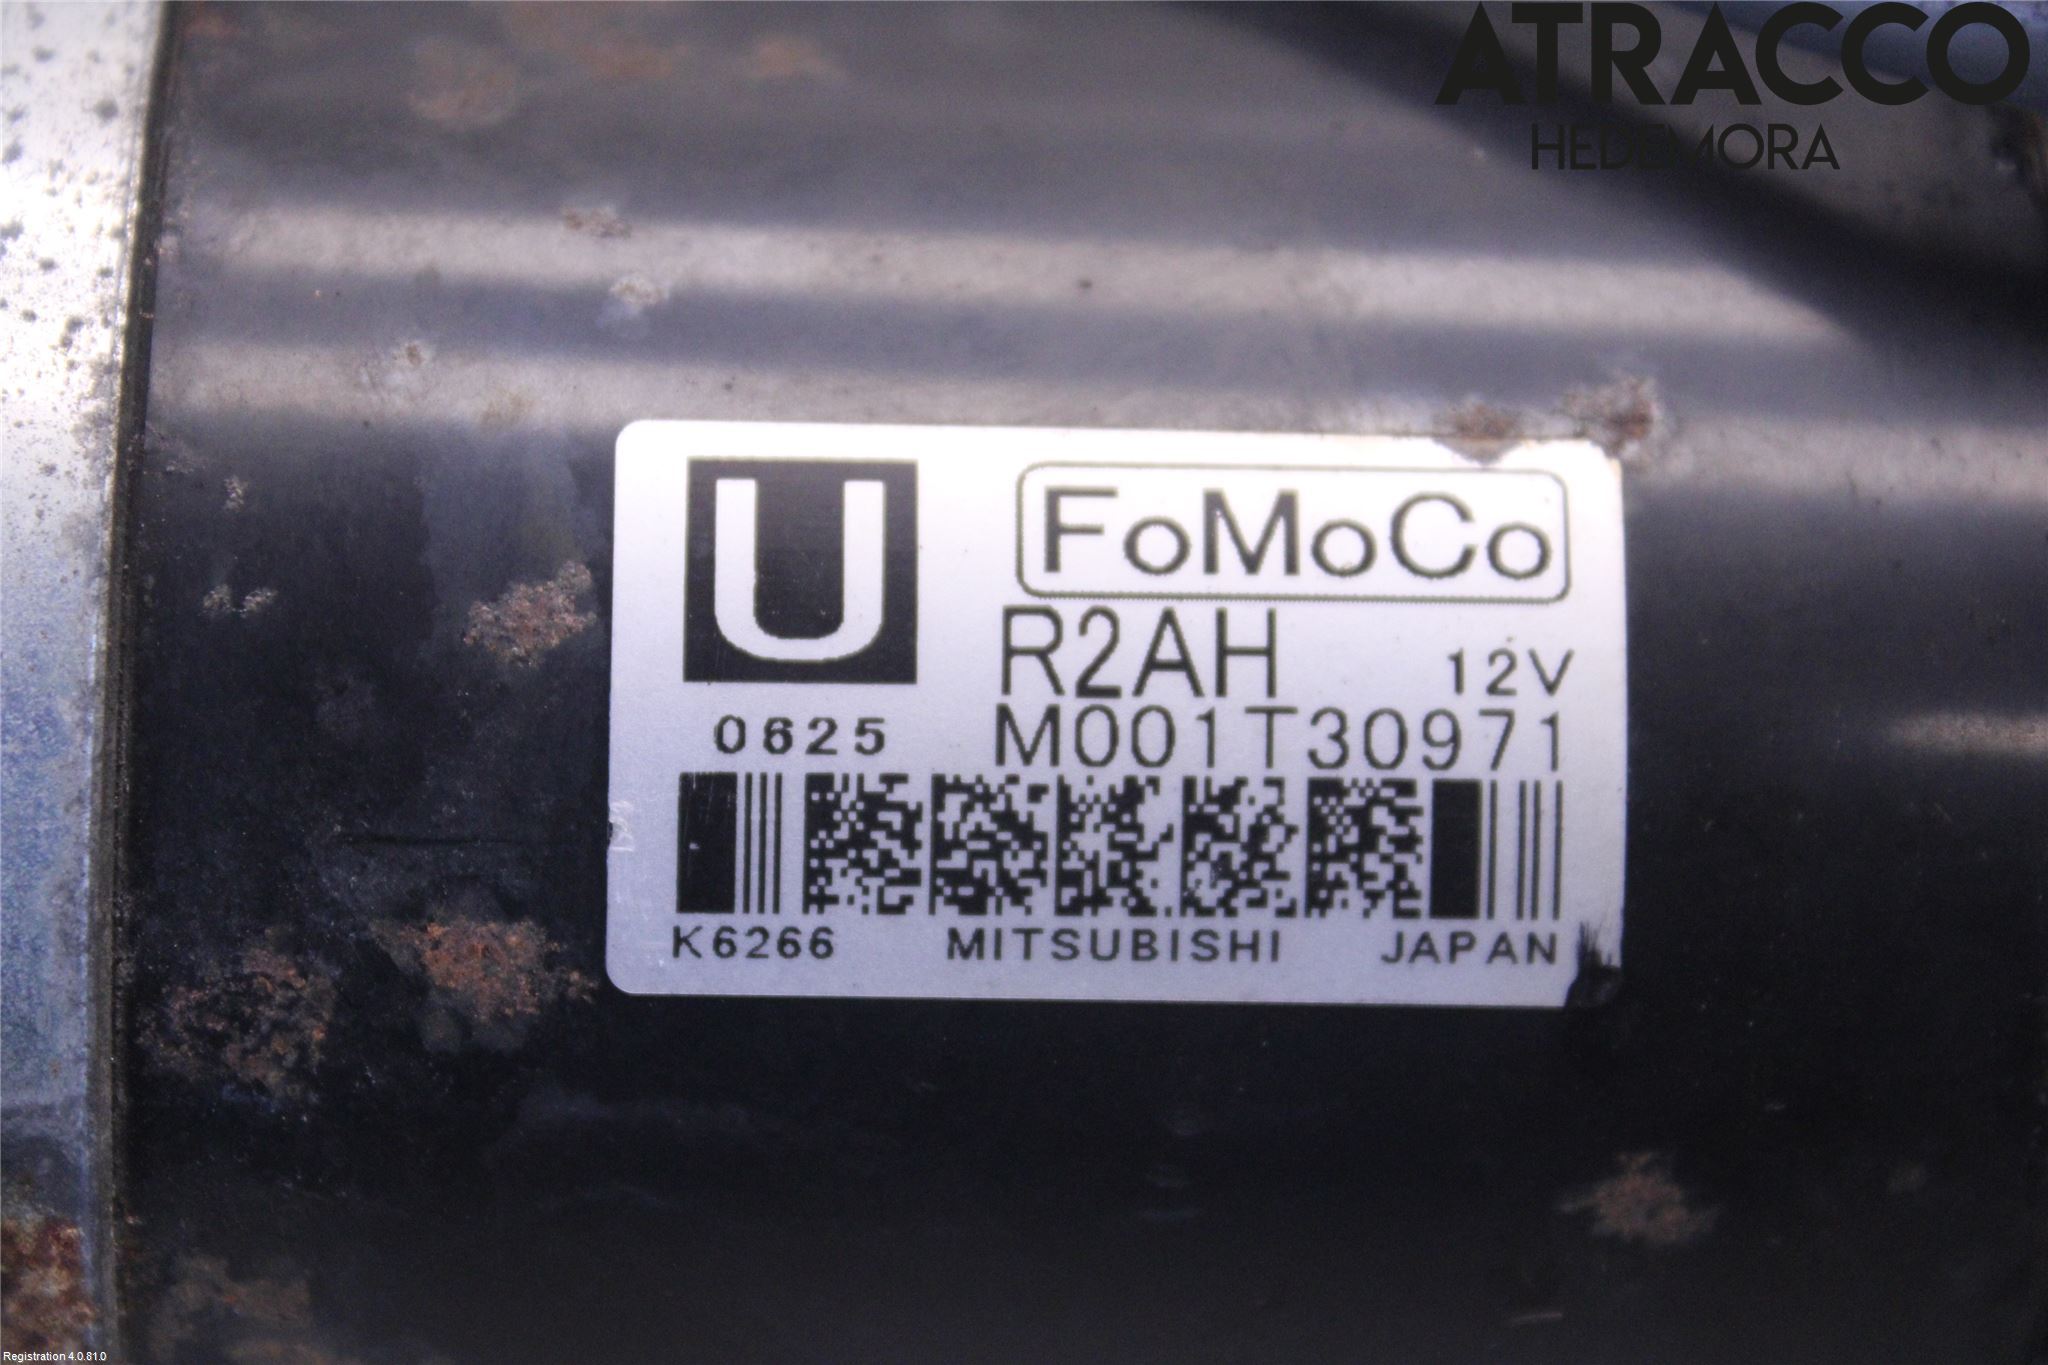 ATRACCO
HEDEMORA
U
FoMoCo
R2AH 12V
0625 M001T30971
K6266 MITSUBISHI JAPAN
Registration 4.0.81.0